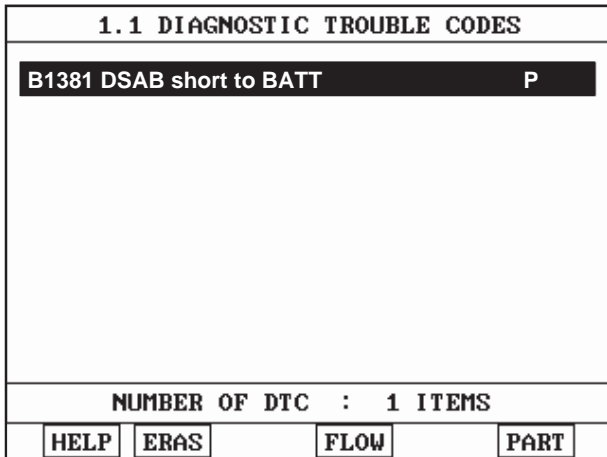 1.1 DIAGNOSTIC TROUBLE CODES
B1381 DSAB short to BATT P
NUMBER OF DTC : 1 ITEMS
HELP ERAS FLOW PART